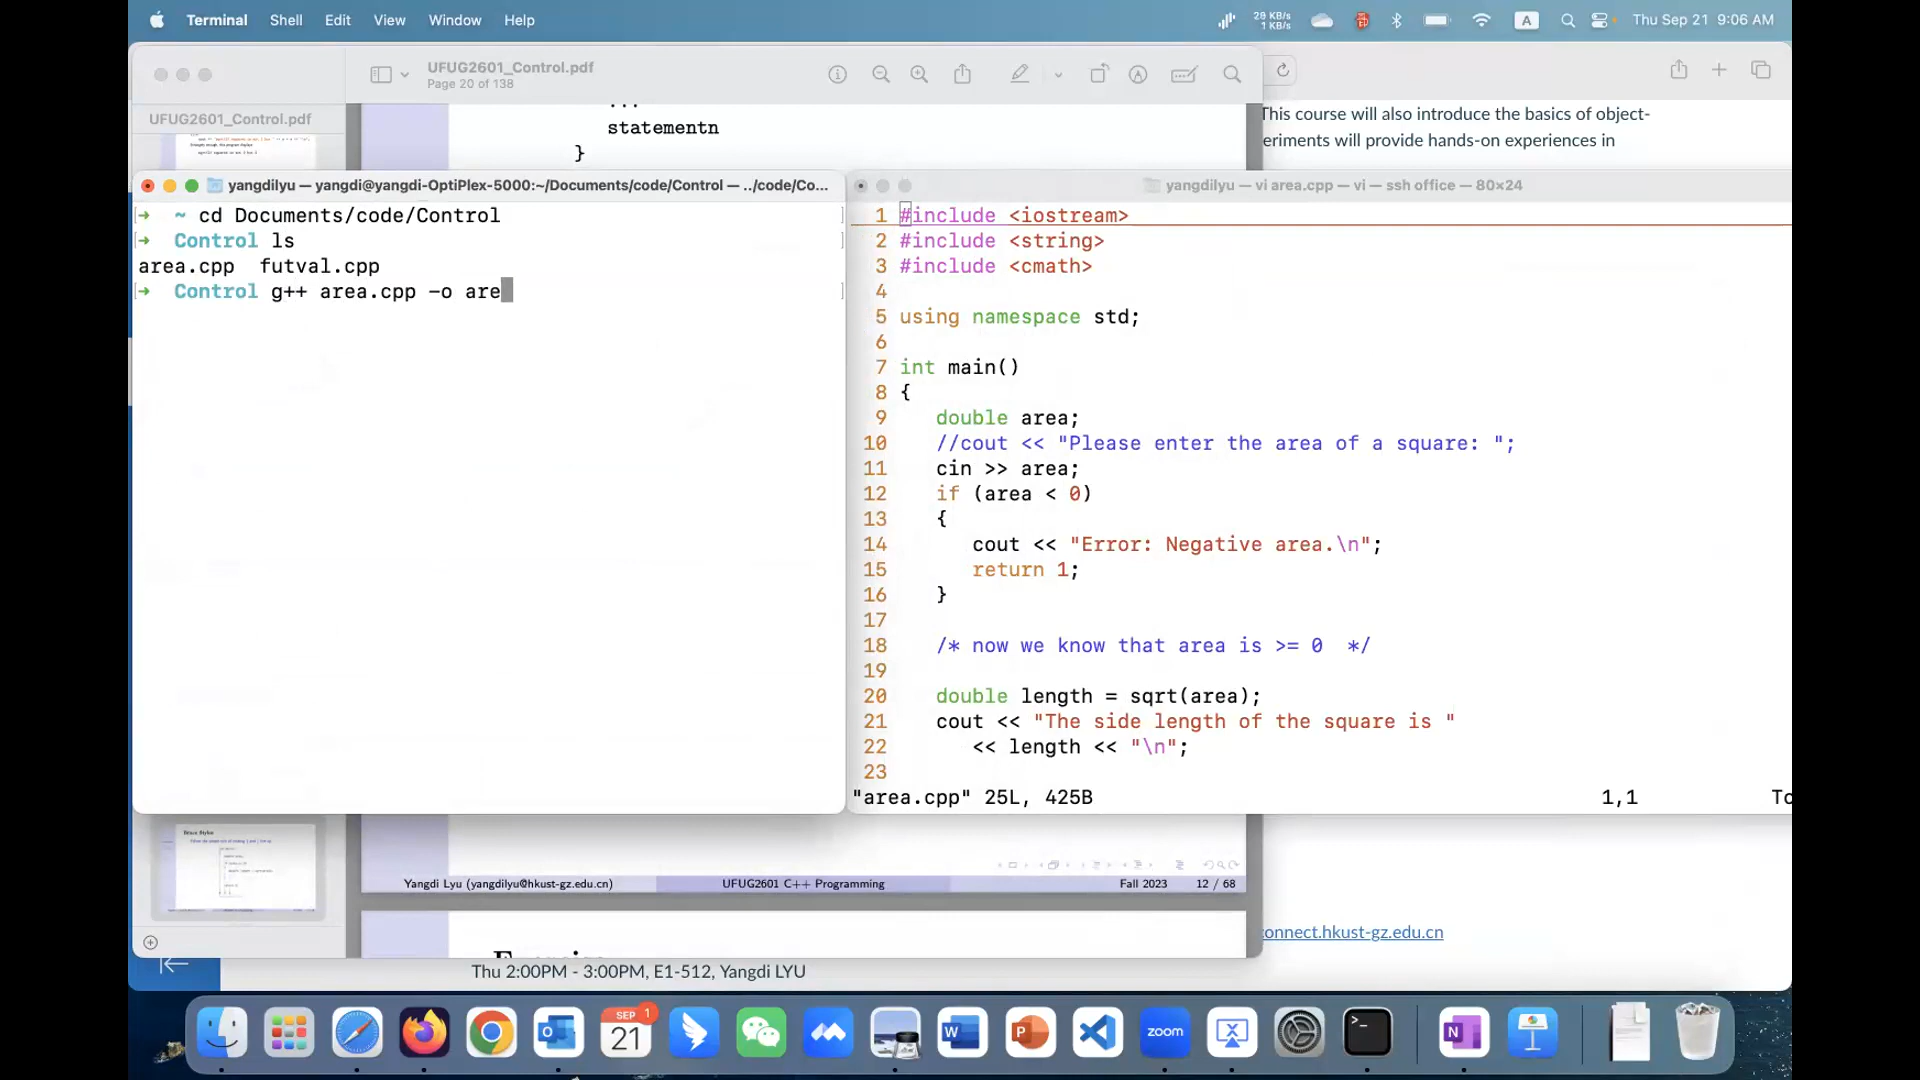 Terminal Shell Edit View Window Help
28 KB/s
1 KB/s
A
Thu Sep 21 9:06 AM
UFUG2601_Control.pdf
Page 20 of 138
UFUG2601_Control.pdf
...
statementn
}
This course will also introduce the basics of object-
eriments will provide hands-on experiences in
yangdilyu — yangdi@yangdi-OptiPlex-5000:~/Documents/code/Control — ../code/Co...
➜ ~ cd Documents/code/Control
➜ Control ls
area.cpp futval.cpp
➜ Control g++ area.cpp -o are
yangdilyu — vi area.cpp — vi — ssh office — 80×24
1 #include <iostream>
2 #include <string>
3 #include <cmath>
4
5 using namespace std;
6
7 int main()
8 {
9 double area;
10 //cout << "Please enter the area of a square: ";
11 cin >> area;
12 if (area < 0)
13 {
14 cout << "Error: Negative area.\n";
15 return 1;
16 }
17
18 /* now we know that area is >= 0 */
19
20 double length = sqrt(area);
21 cout << "The side length of the square is "
22 << length << "\n";
23
"area.cpp" 25L, 425B 1,1 To
Brace Styles
Yangdi Lyu (yangdilyu@hkust-gz.edu.cn) UFUG2601 C++ Programming Fall 2023 12 / 68
connect.hkust-gz.edu.cn
Thu 2:00PM - 3:00PM, E1-512, Yangdi LYU
SEP 1
21
W
P
zoom
X
>_
N